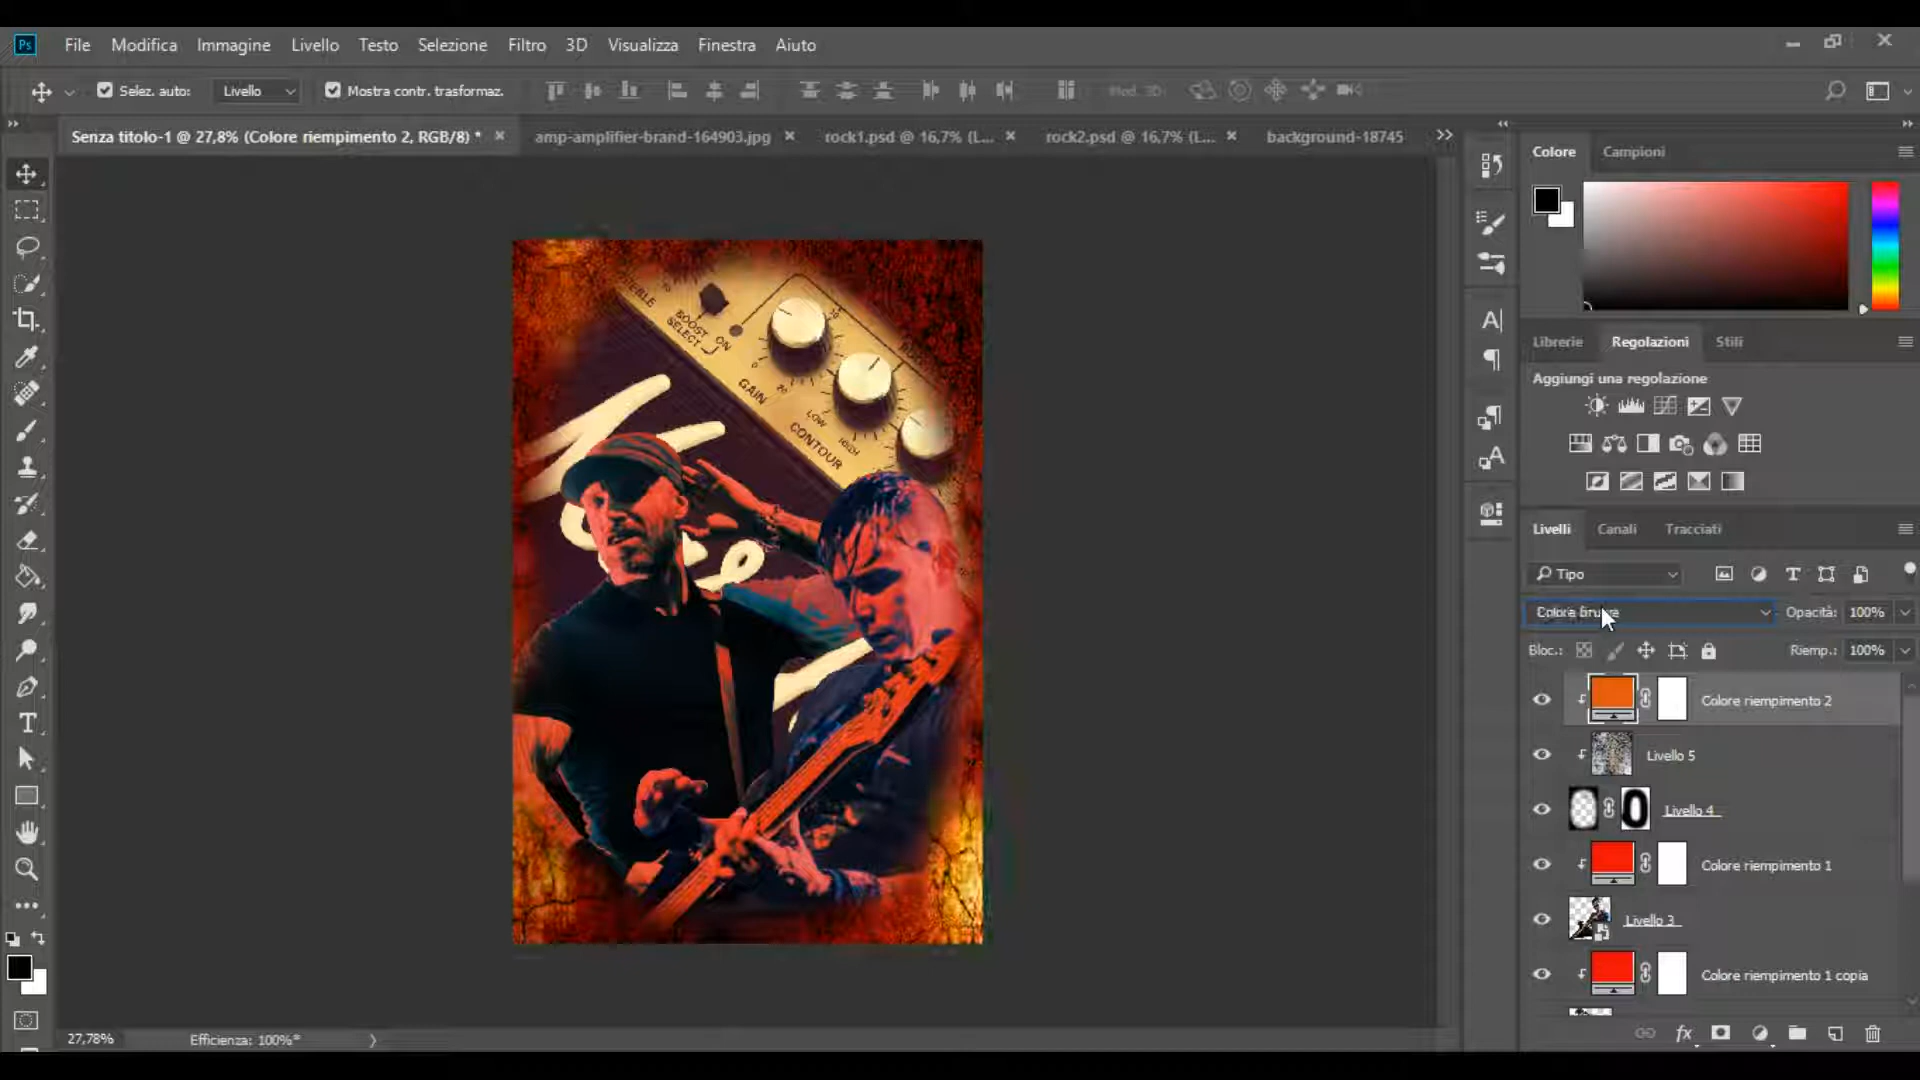 Ps File Modifica Immagine Livello Testo Selezione Filtro 3D Visualizza Finestra Aiuto
Selez. auto: Livello Mostra contr. trasformaz. Mod. 3D:
Senza titolo-1 @ 27,8% (Colore riempimento 2, RGB/8) * amp-amplifier-brand-164903.jpg rock1.psd @ 16,7% (L... rock2.psd @ 16,7% (L... background-18745
Colore Campioni
Librerie Regolazioni Stili
Aggiungi una regolazione
BOOST
SELECT
ON
GAIN
LOW
HIGH
CONTOUR
Livelli Canali Tracciati
Tipo
Opacità: 100%
Bloc.: Riemp.: 100%
Colore riempimento 2
Livello 5
Livello 4
Colore riempimento 1
Livello 3
Colore riempimento 1 copia
27,78% Efficienza: 100%*